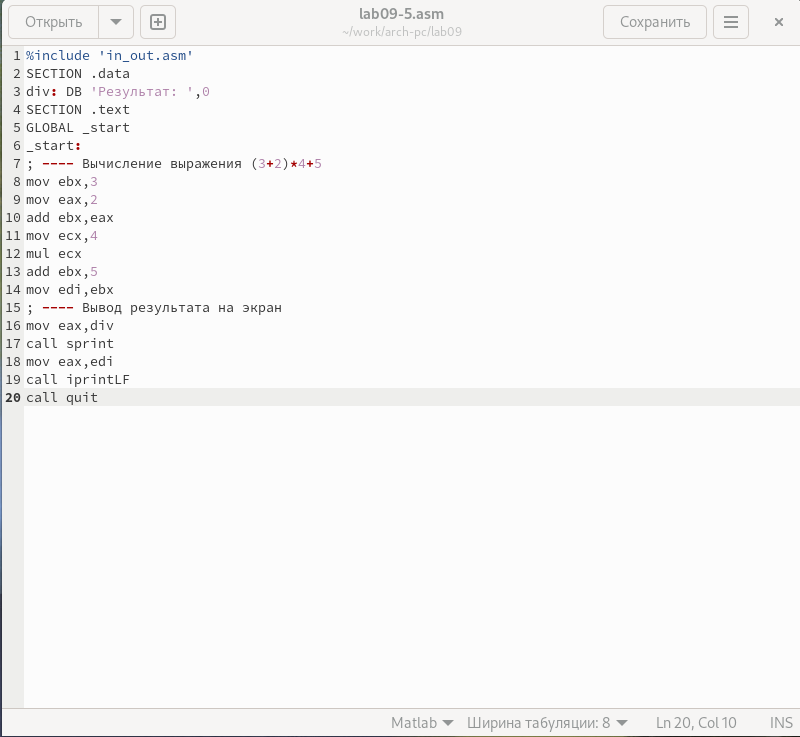 Открыть
lab09-5.asm
~/work/arch-pc/lab09
Сохранить
1 %include 'in_out.asm'
2 SECTION .data
3 div: DB 'Результат: ',0
4 SECTION .text
5 GLOBAL _start
6 _start:
7 ; ---- Вычисление выражения (3+2)*4+5
8 mov ebx,3
9 mov eax,2
10 add ebx,eax
11 mov ecx,4
12 mul ecx
13 add ebx,5
14 mov edi,ebx
15 ; ---- Вывод результата на экран
16 mov eax,div
17 call sprint
18 mov eax,edi
19 call iprintLF
20 call quit
Matlab Ширина табуляции: 8 Ln 20, Col 10 INS